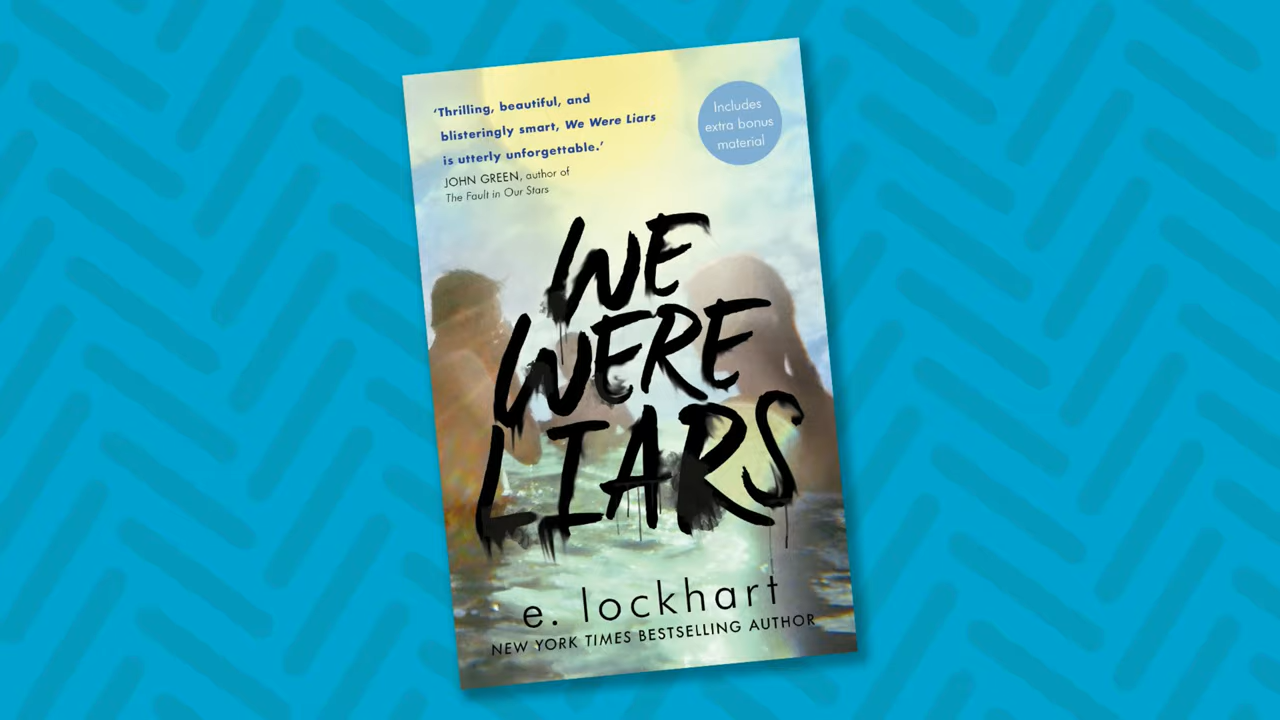 ‘Thrilling, beautiful, and
blisteringly smart, We Were Liars
is utterly unforgettable.’
JOHN GREEN, author of
The Fault in Our Stars
Includes
extra bonus
material
WE
WERE
LIARS
e. lockhart
NEW YORK TIMES BESTSELLING AUTHOR